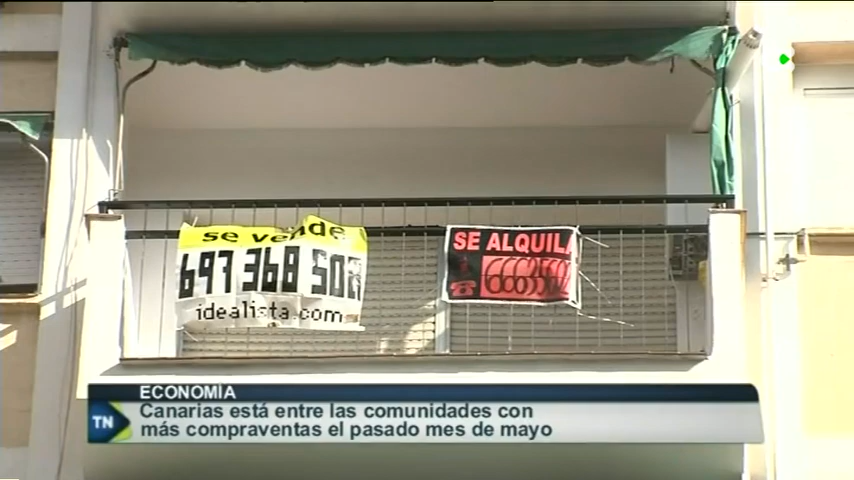 se vende
SE ALQUILA
697 368 50
idealista.com
ECONOMÍA
TN
Canarias está entre las comunidades con
más compraventas el pasado mes de mayo